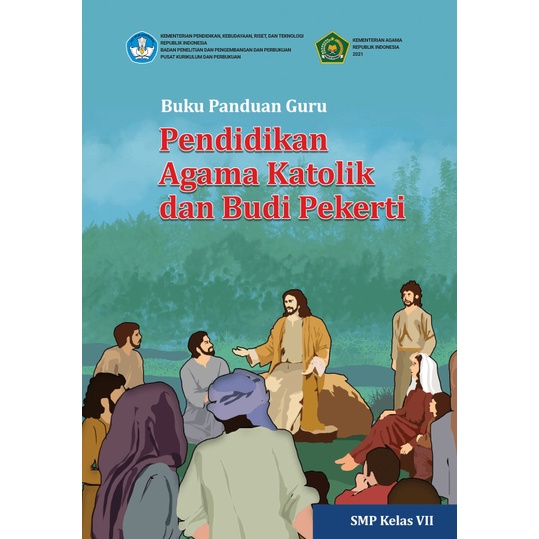 KEMENTERIAN PENDIDIKAN, KEBUDAYAAN, RISET, DAN TEKNOLOGI
REPUBLIK INDONESIA
BADAN PENELITIAN DAN PENGEMBANGAN DAN PERBUKUAN
PUSAT KURIKULUM DAN PERBUKUAN
KEMENTERIAN AGAMA
REPUBLIK INDONESIA
2021
Buku Panduan Guru
Pendidikan
Agama Katolik
dan Budi Pekerti
SMP Kelas VII